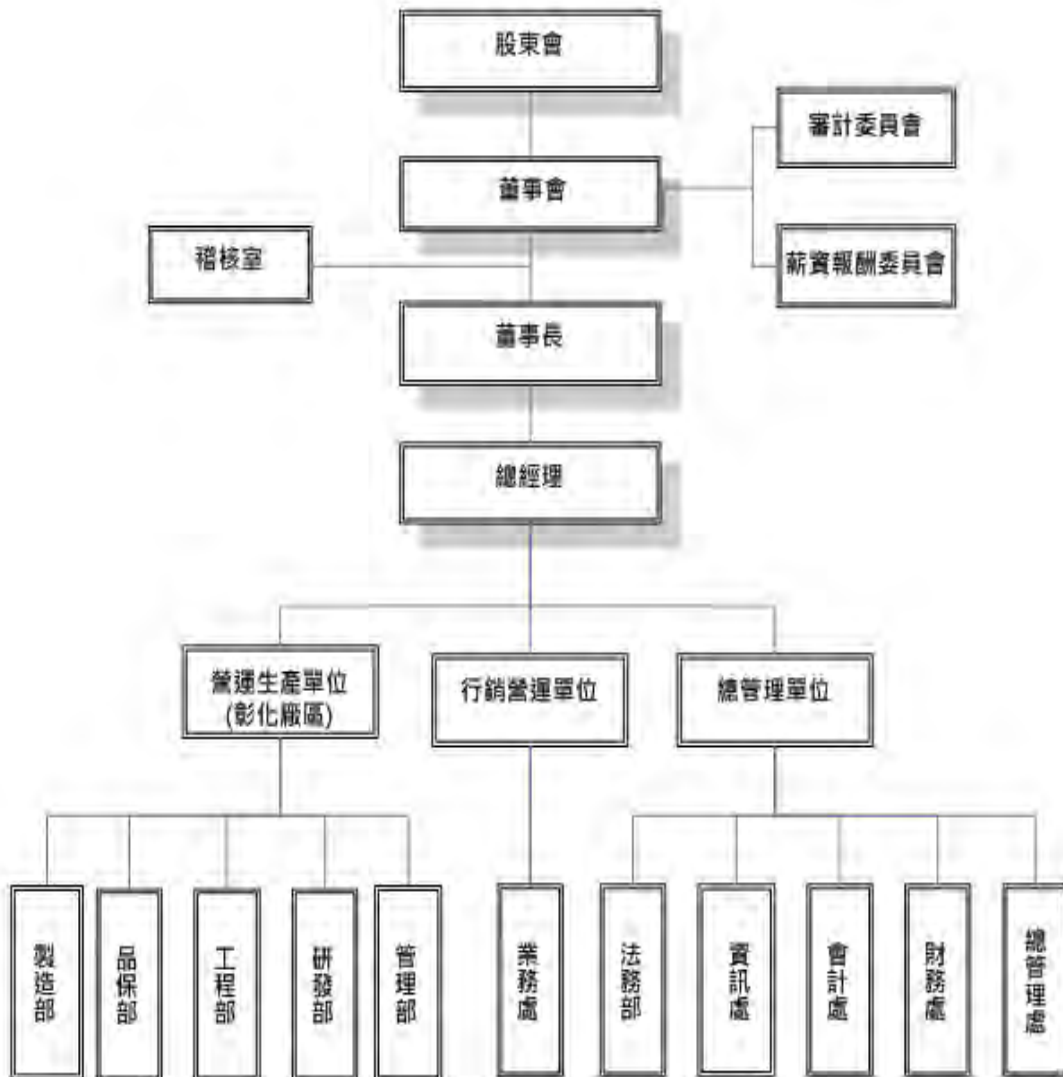 股東會
審計委員會
董事會
稽核室
薪資報酬委員會
董事長
總經理
營運生產單位
(彰化廠區)
行銷營運單位
總管理單位
製造部
品保部
工程部
研發部
管理部
業務處
法務部
資訊處
會計處
財務處
總管理處